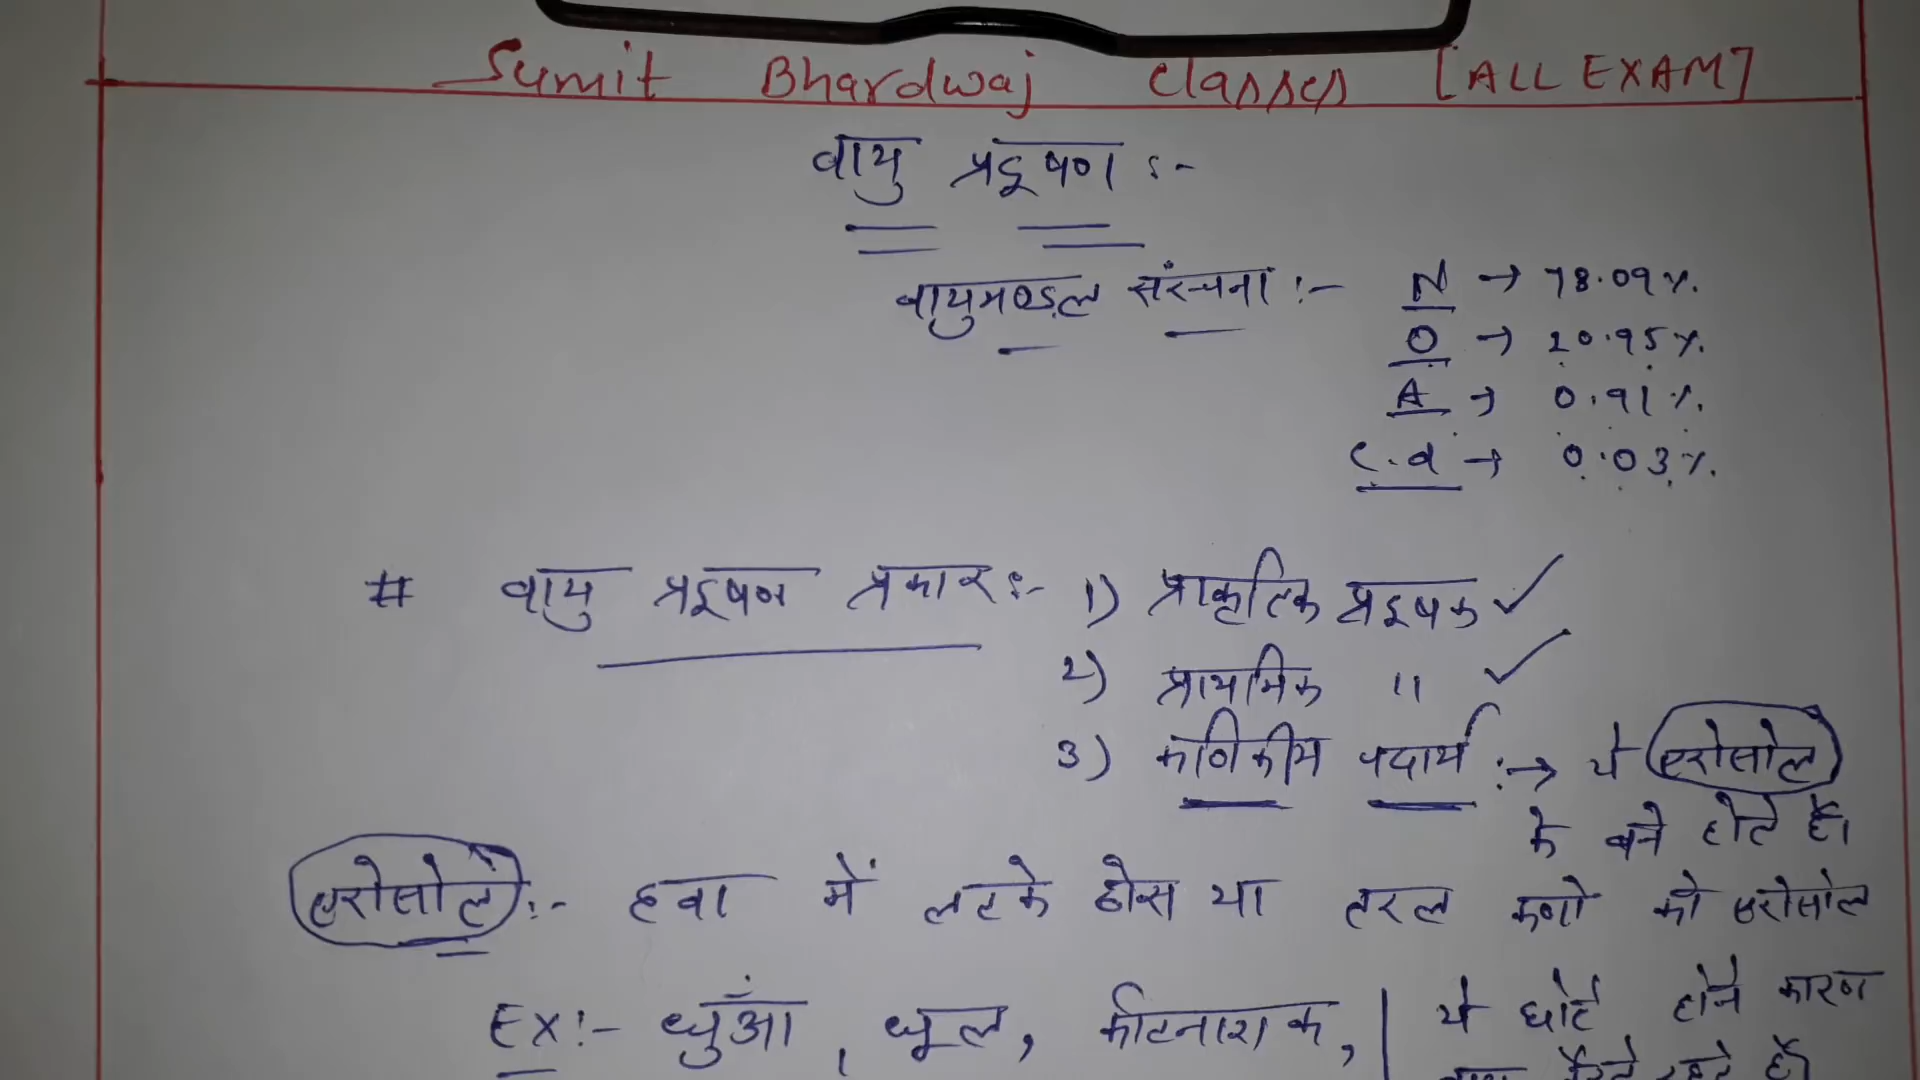 Sumit Bhardwaj Classes [ALL EXAM]
वायु प्रदूषण :-
वायुमण्डल संरचना :- N → 78.09%.
O → 20.95%.
A → 0.91%.
C.d → 0.03%.
# वायु प्रदूषण प्रकार :- 1) प्राकृतिक प्रदूषक ✓
2) प्राथमिक " ✓
3) कणिकीय पदार्थ :→ ये एरोसोल
के बने होते हैं।
एरोसोल :- हवा में लटके ठोस या तरल कणो को एरोसोल
Ex:- धुँआ, धूल, कीटनाशक, | ये छोटे होने कारण
तैरते रहते हैं।